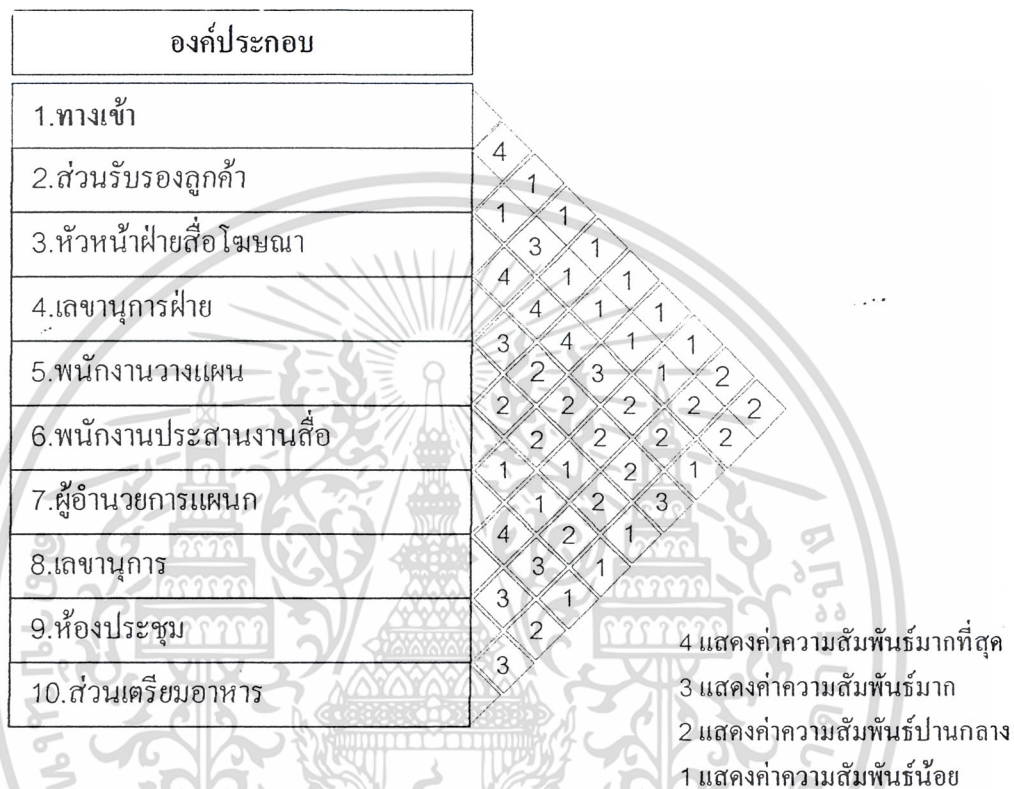 องค์ประกอบ
1.ทางเข้า
2.ส่วนรับรองลูกค้า
3.หัวหน้าฝ่ายสื่อโฆษณา
4.เลขานุการฝ่าย
5.พนักงานวางแผน
6.พนักงานประสานงานสื่อ
7.ผู้อำนวยการแผนก
8.เลขานุการ
9.ห้องประชุม
10.ส่วนเตรียมอาหาร
4
1
1 1
3 1
4 1 1
4 1 1
3 4 1 1
2 3 1 2
2 2 2 2 2
2 2 2 2
1 1 2 1
1 2 3
4 2 1
3 1
3 1
2
3
4 แสดงค่าความสัมพันธ์มากที่สุด
3 แสดงค่าความสัมพันธ์มาก
2 แสดงค่าความสัมพันธ์ปานกลาง
1 แสดงค่าความสัมพันธ์น้อย